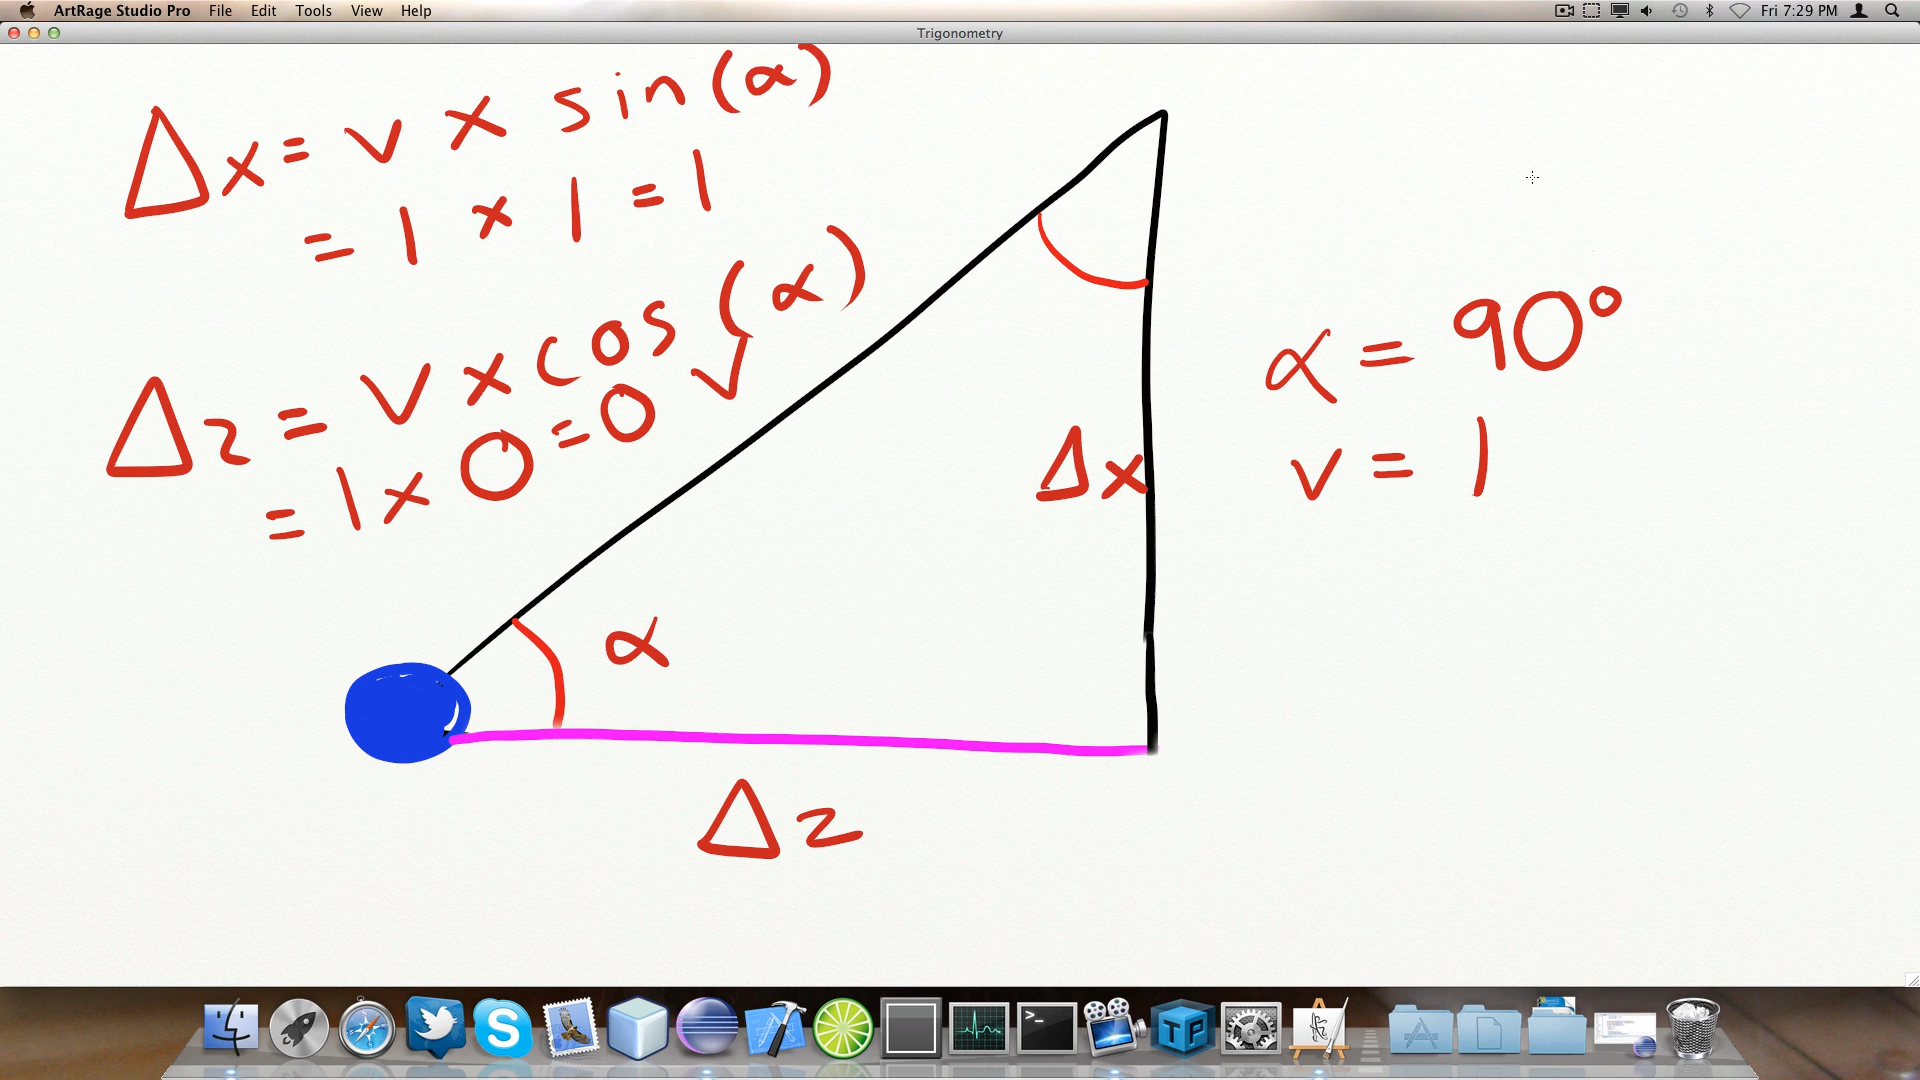 ArtRage Studio Pro File Edit Tools View Help Fri 7:29 PM
Trigonometry
Δx = v x sin(α)
= 1 x 1 = 1
Δz = v x cos(α)
= 1 x 0 = 0 √
α = 90°
v = 1
Δx
α
Δz
S
>_
TP